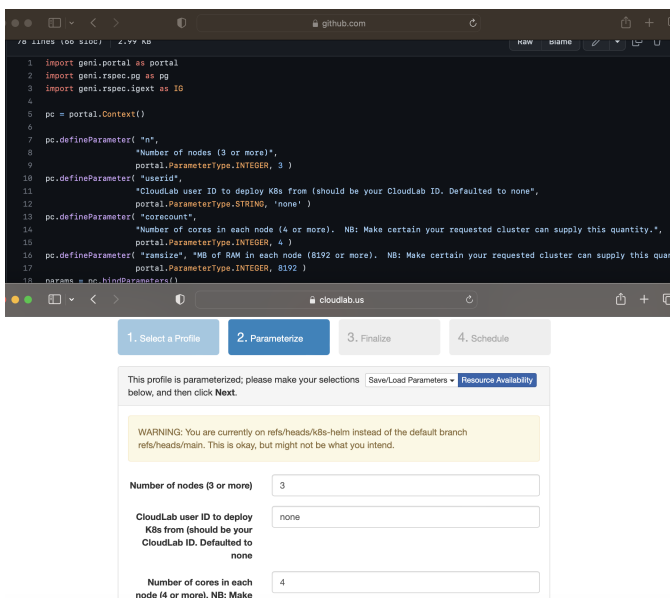 github.com
78 lines (66 sloc) 2.99 KB
Raw Blame
1 import geni.portal as portal
2 import geni.rspec.pg as pg
3 import geni.rspec.igext as IG
4
5 pc = portal.Context()
6
7 pc.defineParameter( "n",
8 "Number of nodes (3 or more)",
9 portal.ParameterType.INTEGER, 3 )
10 pc.defineParameter( "userid",
11 "CloudLab user ID to deploy K8s from (should be your CloudLab ID. Defaulted to none",
12 portal.ParameterType.STRING, 'none' )
13 pc.defineParameter( "corecount",
14 "Number of cores in each node (4 or more).  NB: Make certain your requested cluster can supply this quantity.",
15 portal.ParameterType.INTEGER, 4 )
16 pc.defineParameter( "ramsize", "MB of RAM in each node (8192 or more).  NB: Make certain your requested cluster can supply this quan
17 portal.ParameterType.INTEGER, 8192 )
18 params = pc.bindParameters()
cloudlab.us
1. Select a Profile
2. Parameterize
3. Finalize
4. Schedule
This profile is parameterized; please make your selections
below, and then click Next.
Save/Load Parameters
Resource Availability
WARNING: You are currently on refs/heads/k8s-helm instead of the default branch
refs/heads/main. This is okay, but might not be what you intend.
Number of nodes (3 or more)
3
CloudLab user ID to deploy
K8s from (should be your
CloudLab ID. Defaulted to
none
none
Number of cores in each
node (4 or more). NB: Make
4